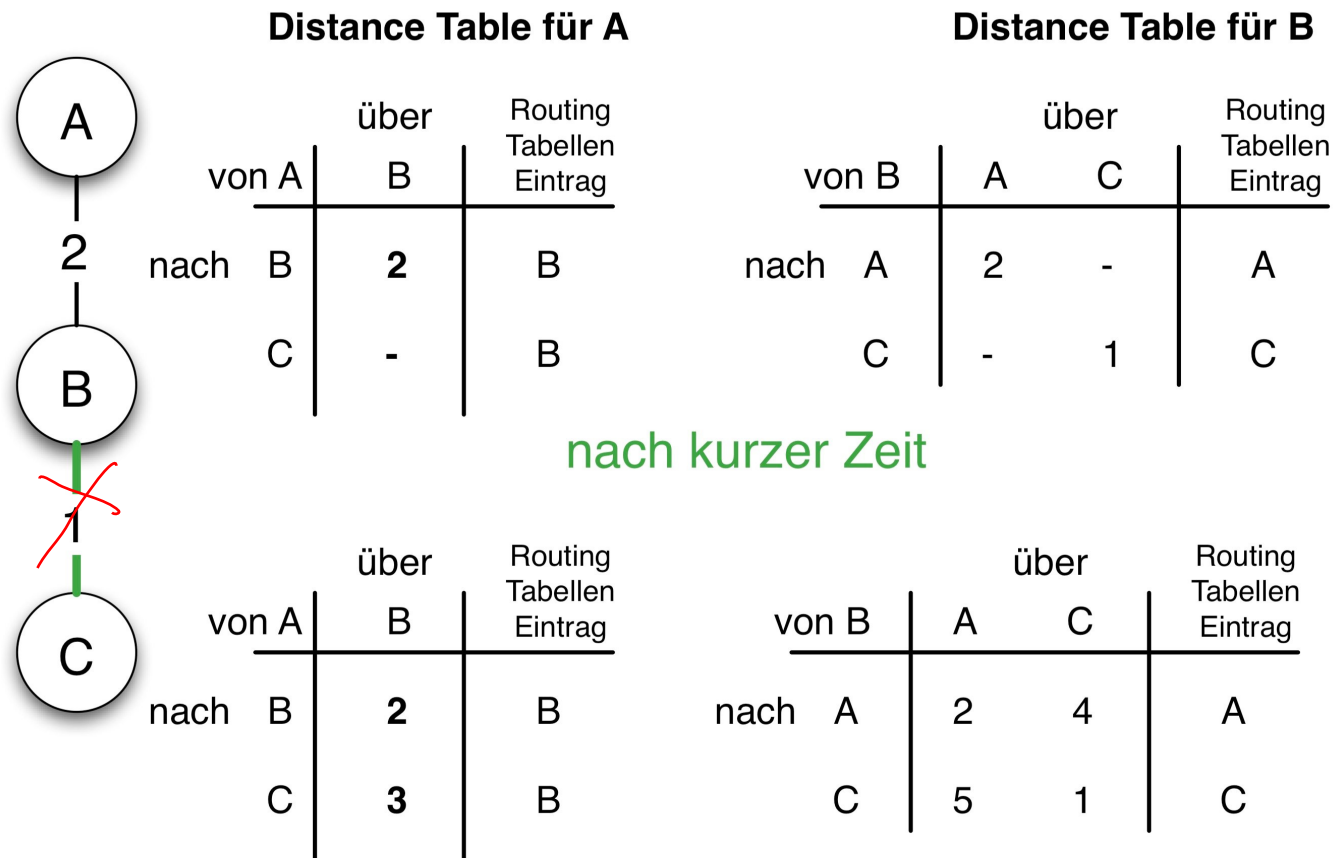 Distance Table für A
Distance Table für B
A
2
B
1
C
über
Routing
Tabellen
Eintrag
von A B
nach B 2 B
C - B
über
Routing
Tabellen
Eintrag
von B A C
nach A 2 - A
C - 1 C
nach kurzer Zeit
über
Routing
Tabellen
Eintrag
von A B
nach B 2 B
C 3 B
über
Routing
Tabellen
Eintrag
von B A C
nach A 2 4 A
C 5 1 C